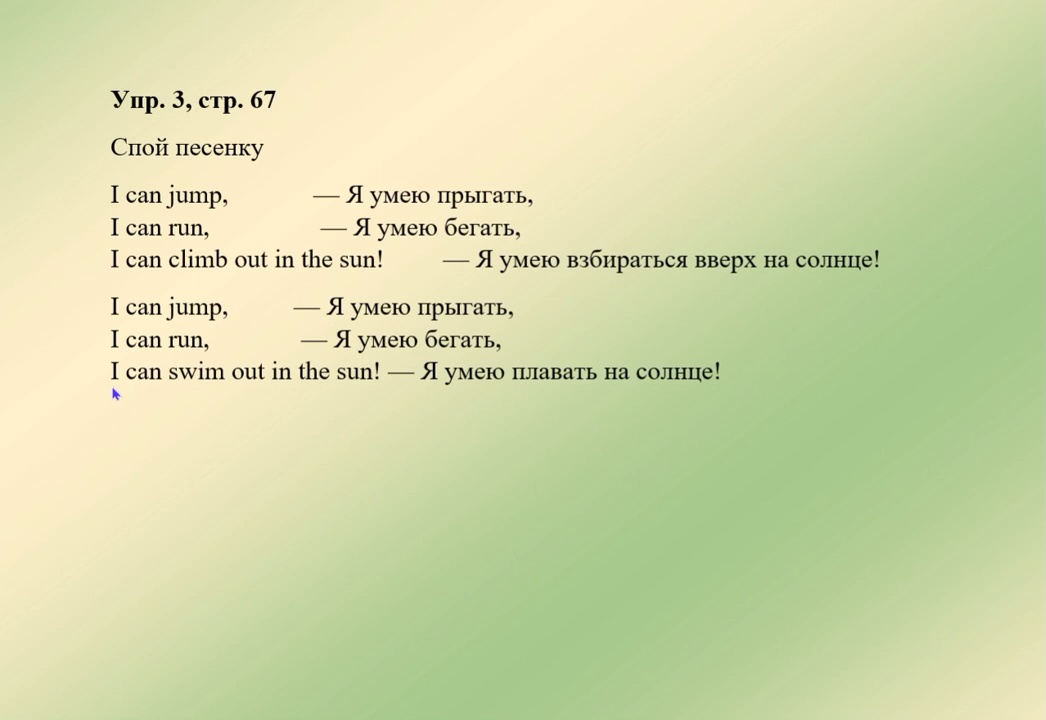 Упр. 3, стр. 67
Спой песенку
I can jump, — Я умею прыгать,
I can run, — Я умею бегать,
I can climb out in the sun! — Я умею взбираться вверх на солнце!
I can jump, — Я умею прыгать,
I can run, — Я умею бегать,
I can swim out in the sun! — Я умею плавать на солнце!